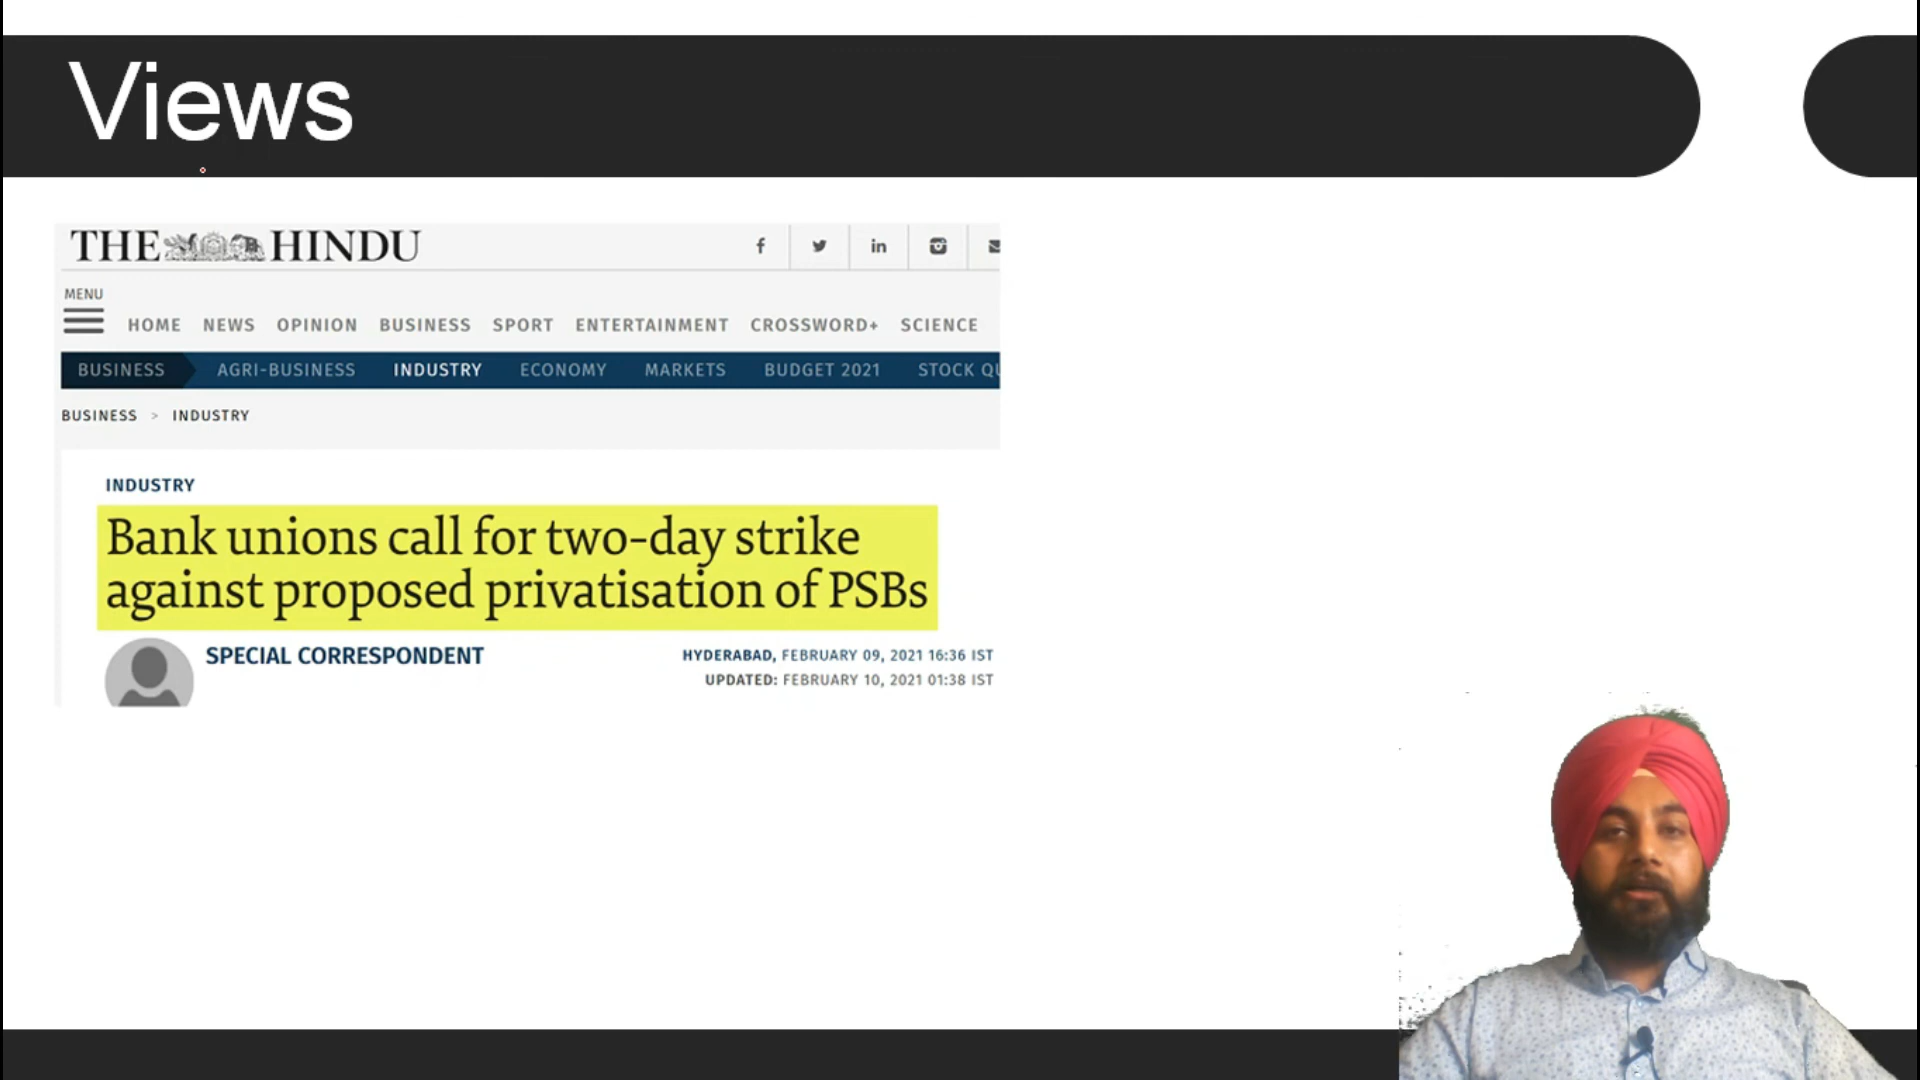 Views
THE HINDU
MENU
HOME NEWS OPINION BUSINESS SPORT ENTERTAINMENT CROSSWORD+ SCIENCE
BUSINESS AGRI-BUSINESS INDUSTRY ECONOMY MARKETS BUDGET 2021 STOCK
BUSINESS > INDUSTRY
INDUSTRY
Bank unions call for two-day strike
against proposed privatisation of PSBs
SPECIAL CORRESPONDENT
HYDERABAD, FEBRUARY 09, 2021 16:36 IST
UPDATED: FEBRUARY 10, 2021 01:38 IST